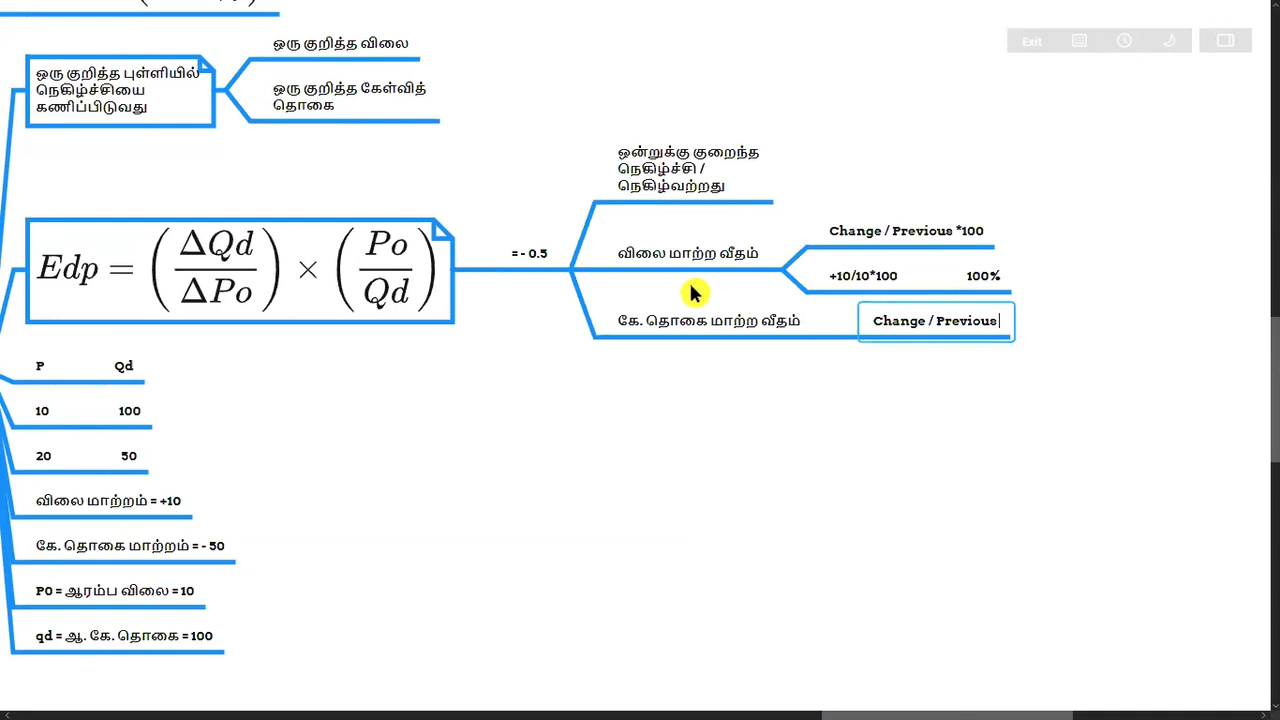 Exit
ஒரு குறித்த புள்ளியில்
நெகிழ்ச்சியை
கணிப்பிடுவது
ஒரு குறித்த விலை
ஒரு குறித்த கேள்வித்
தொகை
Edp = (ΔQd / ΔPo) × (Po / Qd)
= - 0.5
ஒன்றுக்கு குறைந்த
நெகிழ்ச்சி /
நெகிழ்வற்றது
விலை மாற்ற வீதம்
Change / Previous *100
+10/10*100 100%
கே. தொகை மாற்ற வீதம்
Change / Previous
P Qd
10 100
20 50
விலை மாற்றம் = +10
கே. தொகை மாற்றம் = - 50
P0 = ஆரம்ப விலை = 10
qd = ஆ. கே. தொகை = 100